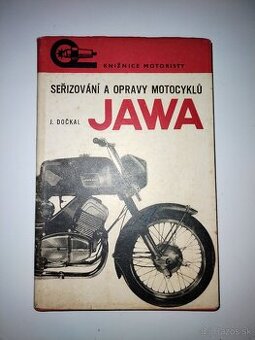 KNIŽNICE MOTORISTY
SEŘIZOVÁNÍ A OPRAVY MOTOCYKLŮ
J. DOČKAL
JAWA